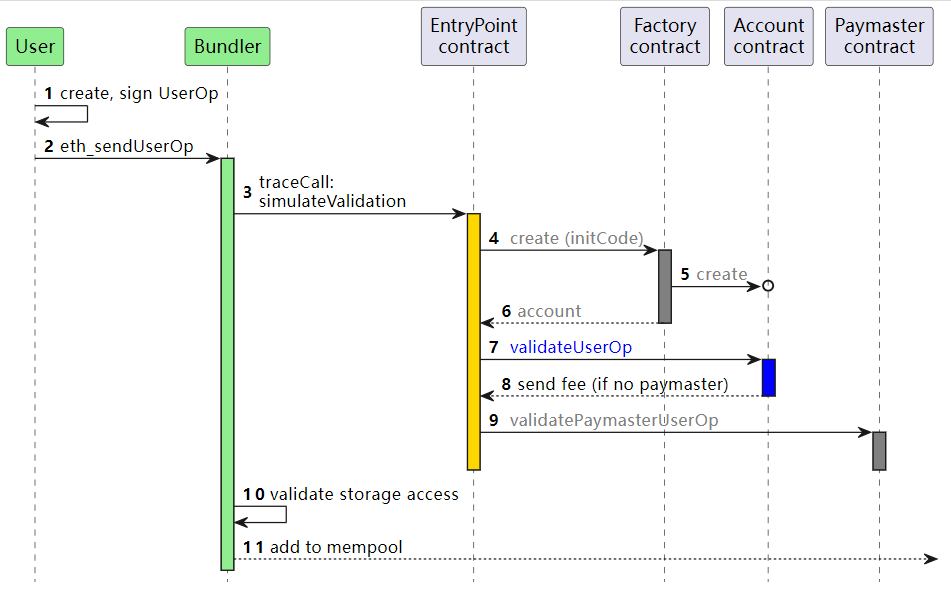 User
Bundler
EntryPoint
contract
Factory
contract
Account
contract
Paymaster
contract
1 create, sign UserOp
2 eth_sendUserOp
3 traceCall:
simulateValidation
4 create (initCode)
5 create
6 account
7 validateUserOp
8 send fee (if no paymaster)
9 validatePaymasterUserOp
10 validate storage access
11 add to mempool